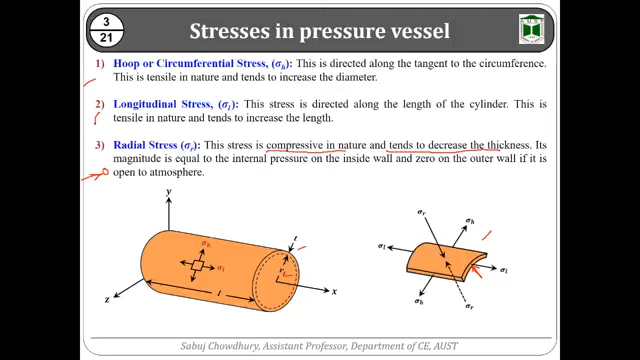 3
21
Stresses in pressure vessel
1) Hoop or Circumferential Stress, (σh): This is directed along the tangent to the circumference.
This is tensile in nature and tends to increase the diameter.
2) Longitudinal Stress, (σl): This stress is directed along the length of the cylinder. This is
tensile in nature and tends to increase the length.
3) Radial Stress (σr): This stress is compressive in nature and tends to decrease the thickness. Its
magnitude is equal to the internal pressure on the inside wall and zero on the outer wall if it is
open to atmosphere.
y
σh
σl
t
ri
l
x
z
σr
σh
σl
σl
σh
σr
Sabuj Chowdhury, Assistant Professor, Department of CE, AUST